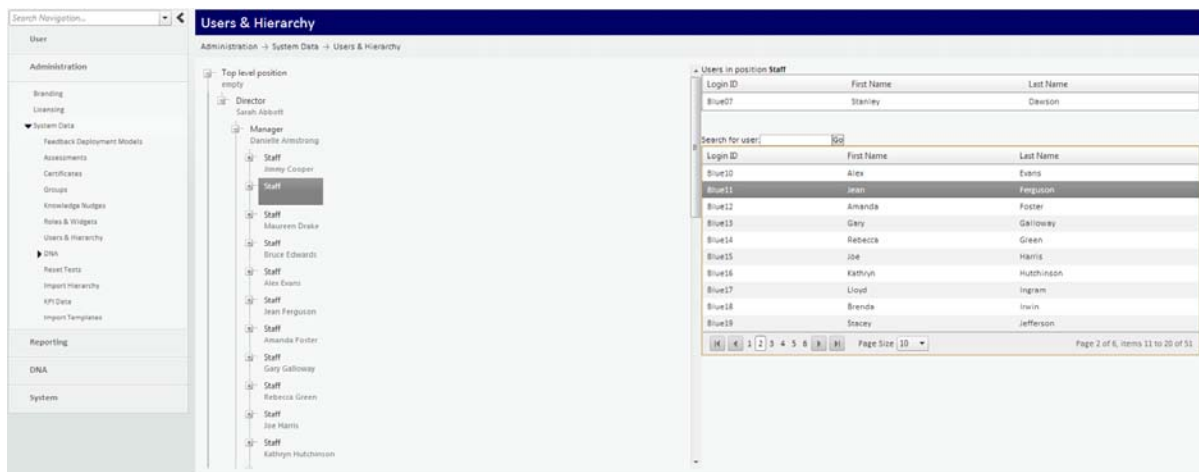 Search Navigation...
User
Administration
Branding
Licensing
System Data
Feedback Deployment Models
Assessments
Certificates
Groups
Knowledge Nudges
Roles & Widgets
Users & Hierarchy
DNA
Reset Tests
Import Hierarchy
KPI Data
Import Templates
Reporting
DNA
System
Users & Hierarchy
Administration → System Data → Users & Hierarchy
Top level position
empty
Director
Sarah Abbott
Manager
Danielle Armstrong
Staff
Jimmy Cooper
Staff
Staff
Maureen Drake
Staff
Bruce Edwards
Staff
Alex Evans
Staff
Jean Ferguson
Staff
Amanda Foster
Staff
Gary Galloway
Staff
Rebecca Green
Staff
Joe Harris
Staff
Kathryn Hutchinson
Users in position Staff
Login ID First Name Last Name
Blue07 Stanley Dawson
Search for user: Go
Login ID First Name Last Name
Blue10 Alex Evans
Blue11 Jean Ferguson
Blue12 Amanda Foster
Blue13 Gary Galloway
Blue14 Rebecca Green
Blue15 Joe Harris
Blue16 Kathryn Hutchinson
Blue17 Lloyd Ingram
Blue18 Brenda Irwin
Blue19 Stacey Jefferson
1 2 3 4 5 6 Page Size 10 Page 2 of 6, items 11 to 20 of 51